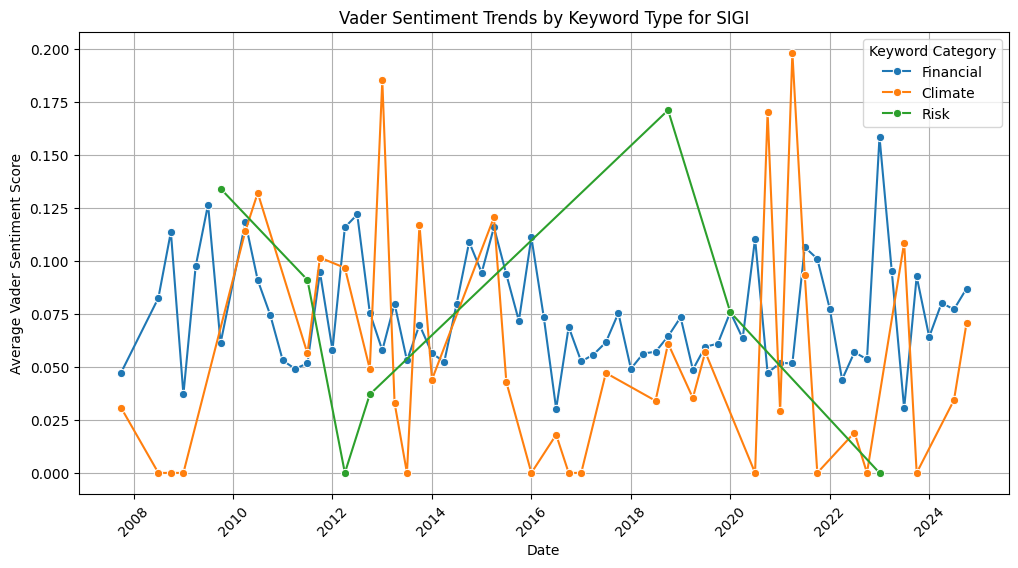 Vader Sentiment Trends by Keyword Type for SIGI
Keyword Category
Financial
Climate
Risk
Average Vader Sentiment Score
0.200
0.175
0.150
0.125
0.100
0.075
0.050
0.025
0.000
2008
2010
2012
2014
2016
2018
2020
2022
2024
Date